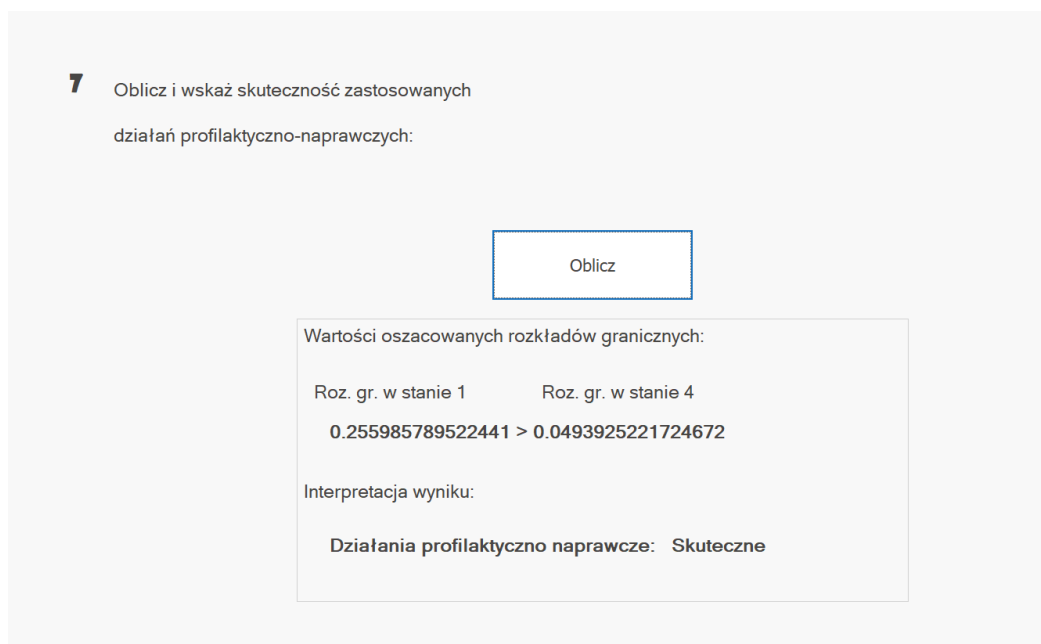 7 Oblicz i wskaż skuteczność zastosowanych
działań profilaktyczno-naprawczych:
Oblicz
Wartości oszacowanych rozkładów granicznych:
Roz. gr. w stanie 1 Roz. gr. w stanie 4
0.255985789522441 > 0.0493925221724672
Interpretacja wyniku:
Działania profilaktyczno naprawcze: Skuteczne